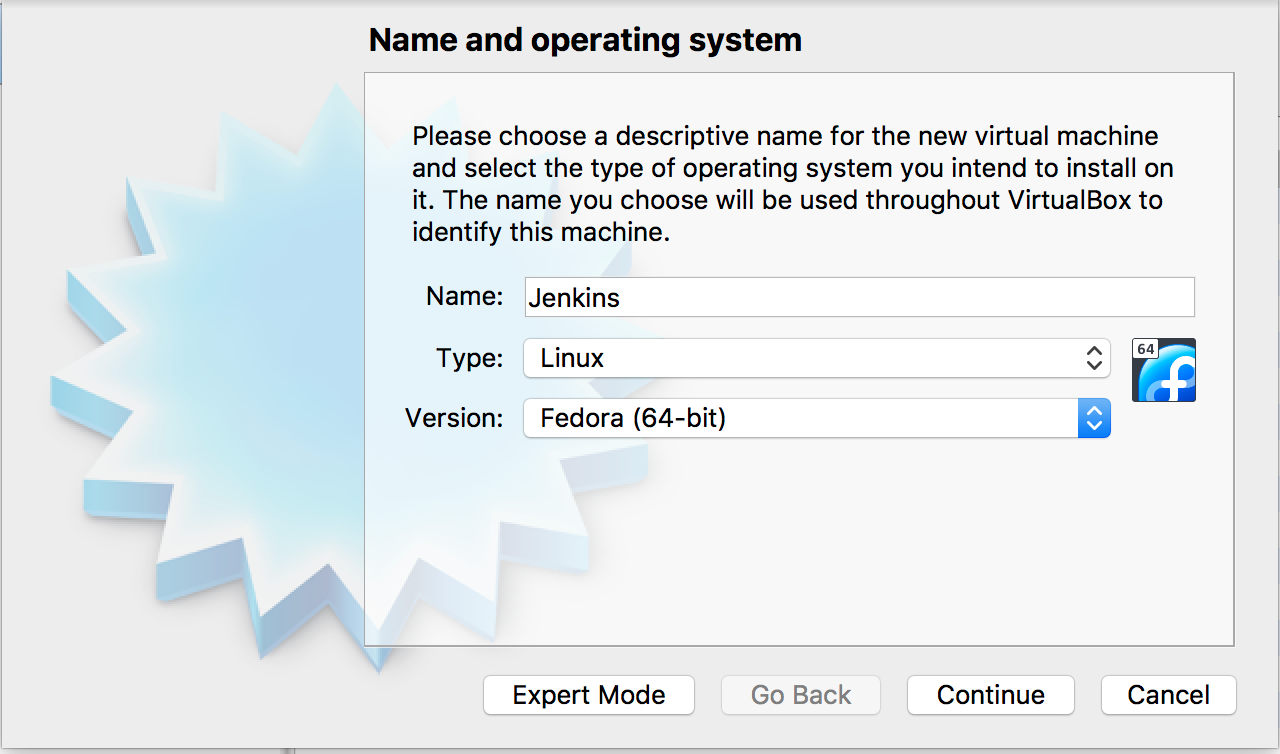 Name and operating system
Please choose a descriptive name for the new virtual machine
and select the type of operating system you intend to install on
it. The name you choose will be used throughout VirtualBox to
identify this machine.
Name: Jenkins
Type: Linux
64
Version: Fedora (64-bit)
Expert Mode Go Back Continue Cancel